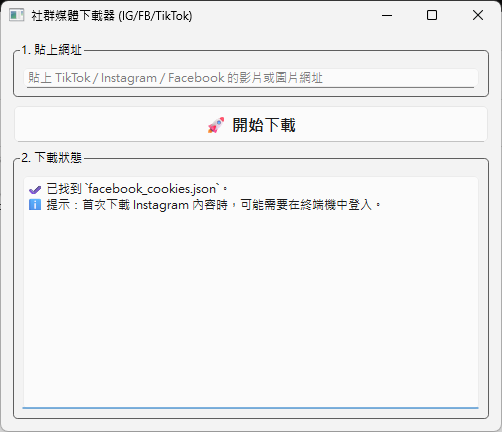 社群媒體下載器 (IG/FB/TikTok)
1. 貼上網址
貼上 TikTok / Instagram / Facebook 的影片或圖片網址
🚀 開始下載
2. 下載狀態
✔ 已找到 `facebook_cookies.json`。
ℹ 提示：首次下載 Instagram 內容時，可能需要在終端機中登入。